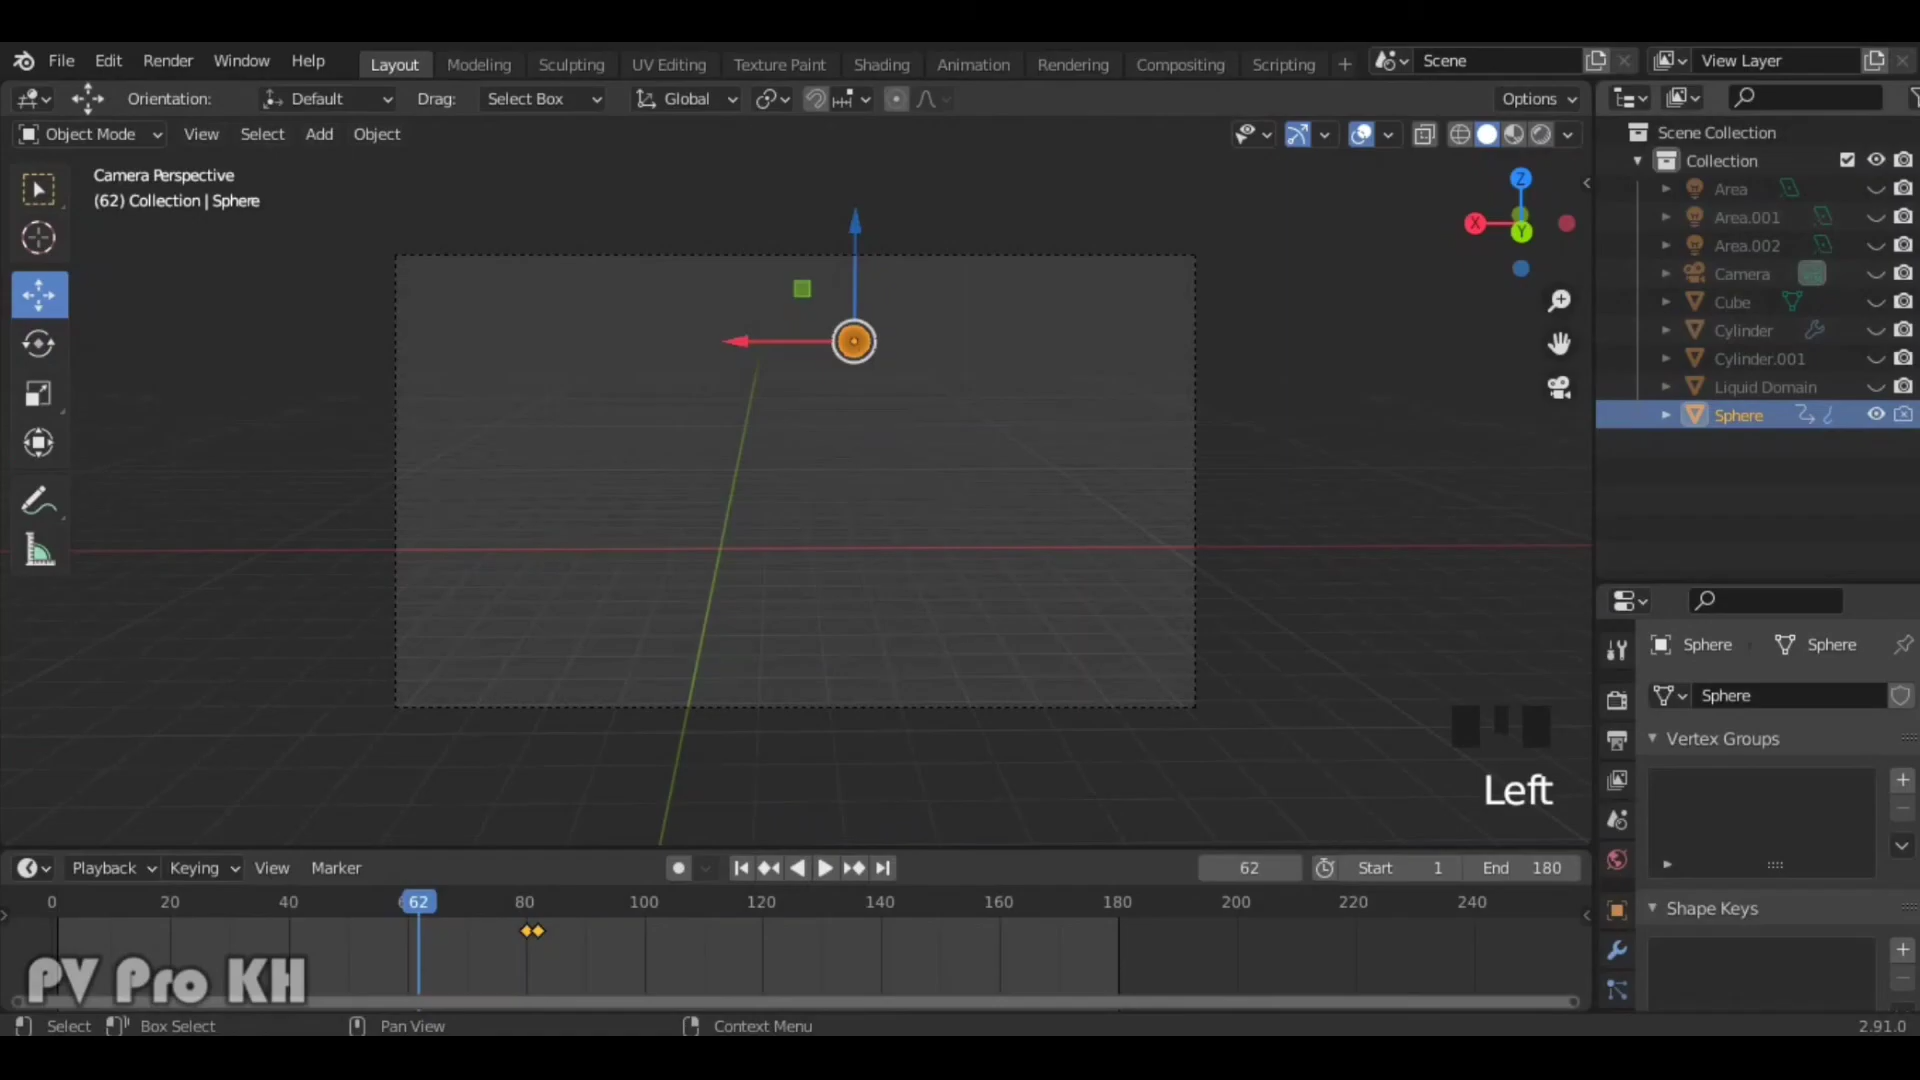 File Edit Render Window Help Layout Modeling Sculpting UV Editing Texture Paint Shading Animation Rendering Compositing Scripting + Scene View Layer
Orientation: Default Drag: Select Box Global Options
Object Mode View Select Add Object
Camera Perspective
(62) Collection | Sphere
Z
X
Y
Left
Scene Collection
Collection
Area
Area.001
Area.002
Camera
Cube
Cylinder
Cylinder.001
Liquid Domain
Sphere
Sphere Sphere
Sphere
Vertex Groups
Shape Keys
Playback Keying View Marker 62 Start 1 End 180
0 20 40 62 80 100 120 140 160 180 200 220 240
PV Pro KH
Select Box Select Pan View Context Menu 2.91.0